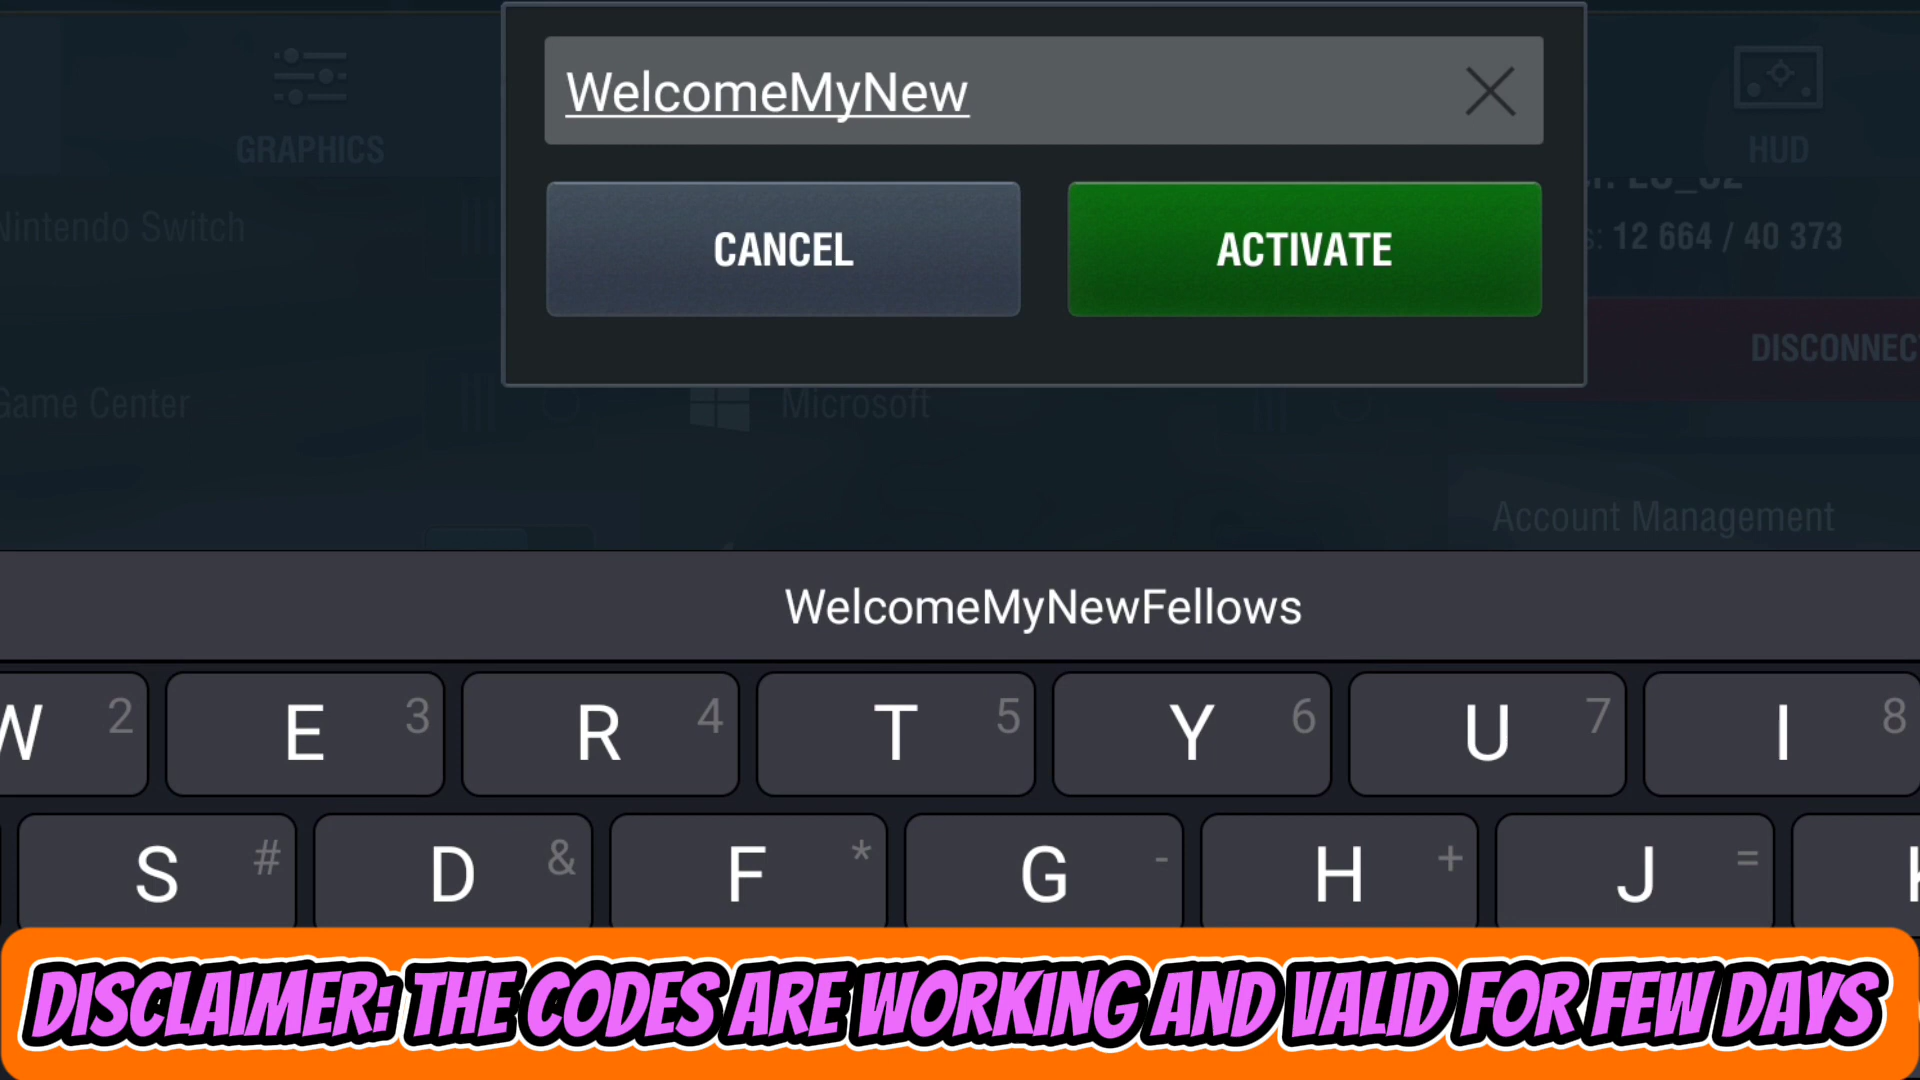 WelcomeMyNew
GRAPHICS
HUD
CANCEL
ACTIVATE
Nintendo Switch
12 664 / 40 373
DISCONNEC
Game Center
Microsoft
Account Management
WelcomeMyNewFellows
W 2 E 3 R 4 T 5 Y 6 U 7 I 8
S # D & F * G - H + J =
DISCLAIMER: THE CODES ARE WORKING AND VALID FOR FEW DAYS